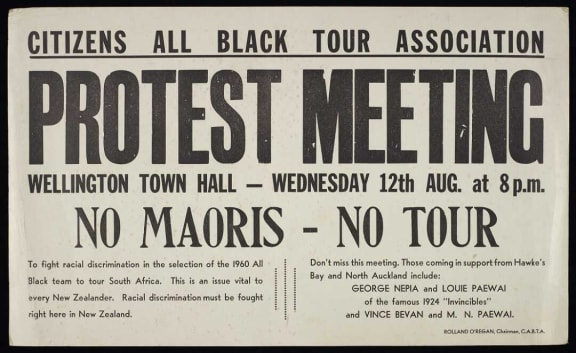 CITIZENS ALL BLACK TOUR ASSOCIATION
PROTEST MEETING
WELLINGTON TOWN HALL — WEDNESDAY 12th AUG. at 8 p.m.
NO MAORIS - NO TOUR
To fight racial discrimination in the selection of the 1960 All
Black team to tour South Africa. This is an issue vital to
every New Zealander. Racial discrimination must be fought
right here in New Zealand.
Don't miss this meeting. Those coming in support from Hawke's
Bay and North Auckland include:
GEORGE NEPIA and LOUIE PAEWAI
of the famous 1924 "Invincibles"
and VINCE BEVAN and M. N. PAEWAI.
ROLLAND O'REGAN, Chairman, C.A.B.T.A.